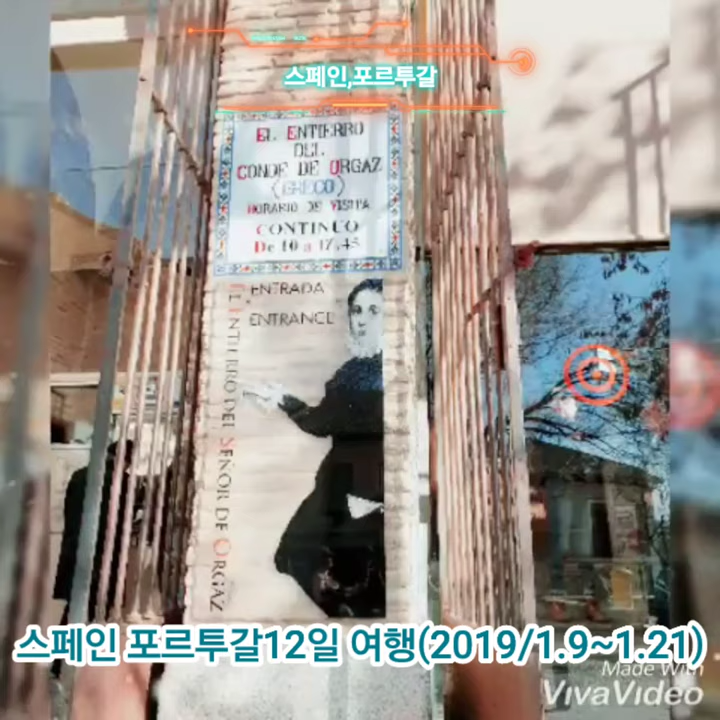 스페인,포르투갈
EL ENTIERRO
DEL
CONDE DE ORGAZ
(GRECO)
HORARIO DE VISITA
CONTINUO
De 10 a 17,45
ENTRADA
ENTRANCE
EL ENTIERRO DEL SEÑOR DE ORGAZ
스페인 포르투갈12일 여행(2019/1.9~1.21)
Made With
VivaVideo